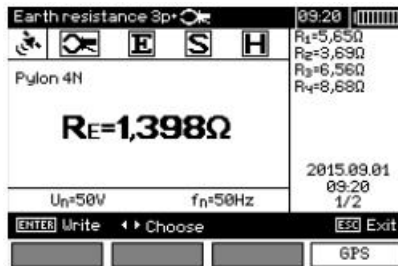 Earth resistance 3p+
09:20
E S H
R1=5,65Ω
R2=3,69Ω
R3=6,56Ω
R4=8,68Ω
Pylon 4N
RE=1,398Ω
2015.09.01
09:20
1/2
Un=50V fn=50Hz
ENTER Write Choose ESC Exit
GPS